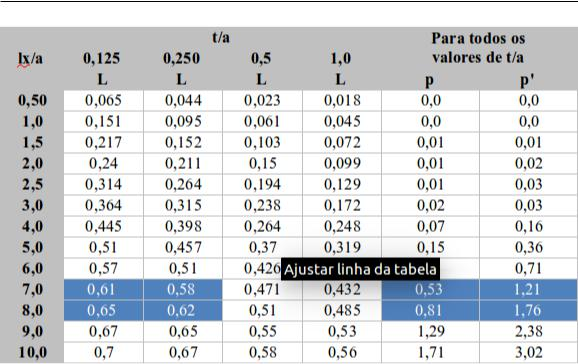 t/a Para todos os
lx/a 0,125 0,250 0,5 1,0 valores de t/a
L L L L p p'
0,50 0,065 0,044 0,023 0,018 0,0 0,0
1,0 0,151 0,095 0,061 0,045 0,0 0,0
1,5 0,217 0,152 0,103 0,072 0,01 0,01
2,0 0,24 0,211 0,15 0,099 0,01 0,02
2,5 0,314 0,264 0,194 0,129 0,01 0,03
3,0 0,364 0,315 0,238 0,172 0,02 0,03
4,0 0,445 0,398 0,264 0,248 0,07 0,16
5,0 0,51 0,457 0,37 0,319 0,15 0,36
6,0 0,57 0,51 0,426 Ajustar linha da tabela 0,71
7,0 0,61 0,58 0,471 0,432 0,53 1,21
8,0 0,65 0,62 0,51 0,485 0,81 1,76
9,0 0,67 0,65 0,55 0,53 1,29 2,38
10,0 0,7 0,67 0,58 0,56 1,71 3,02